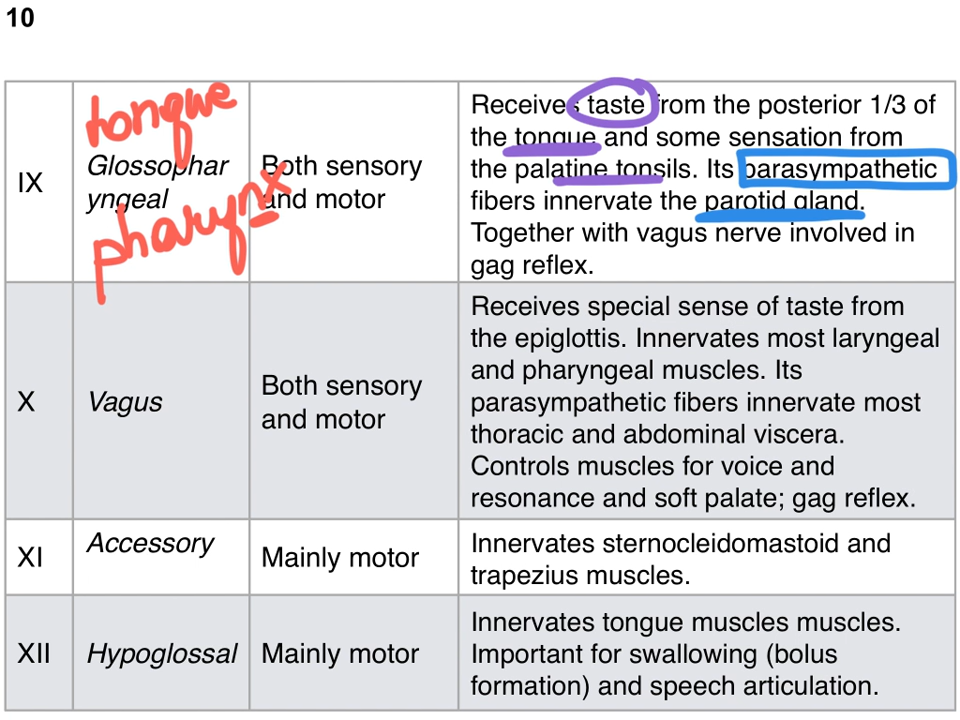 10
IX
tongue
Glossophar
yngeal
pharynx
Both sensory
and motor
Receives taste from the posterior 1/3 of
the tongue and some sensation from
the palatine tonsils. Its parasympathetic
fibers innervate the parotid gland.
Together with vagus nerve involved in
gag reflex.
X
Vagus
Both sensory
and motor
Receives special sense of taste from
the epiglottis. Innervates most laryngeal
and pharyngeal muscles. Its
parasympathetic fibers innervate most
thoracic and abdominal viscera.
Controls muscles for voice and
resonance and soft palate; gag reflex.
XI
Accessory
Mainly motor
Innervates sternocleidomastoid and
trapezius muscles.
XII
Hypoglossal
Mainly motor
Innervates tongue muscles muscles.
Important for swallowing (bolus
formation) and speech articulation.